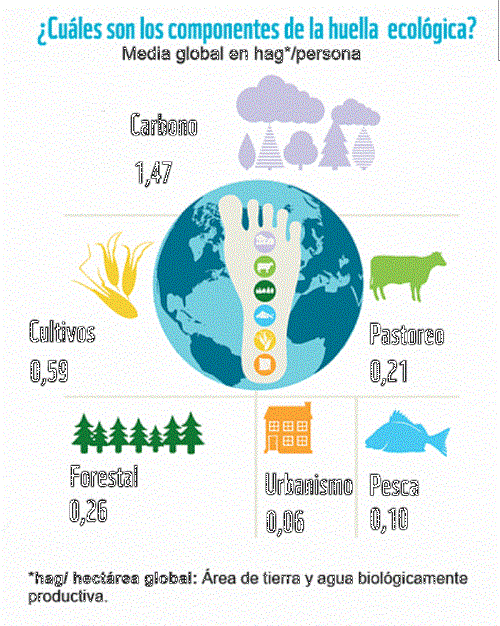 ¿Cuáles son los componentes de la huella ecológica?
Media global en hag*/persona
Carbono
1,47
Cultivos
0,59
Pastoreo
0,21
Forestal
0,26
Urbanismo
0,06
Pesca
0,10
*hag/ hectárea global: Área de tierra y agua biológicamente
productiva.